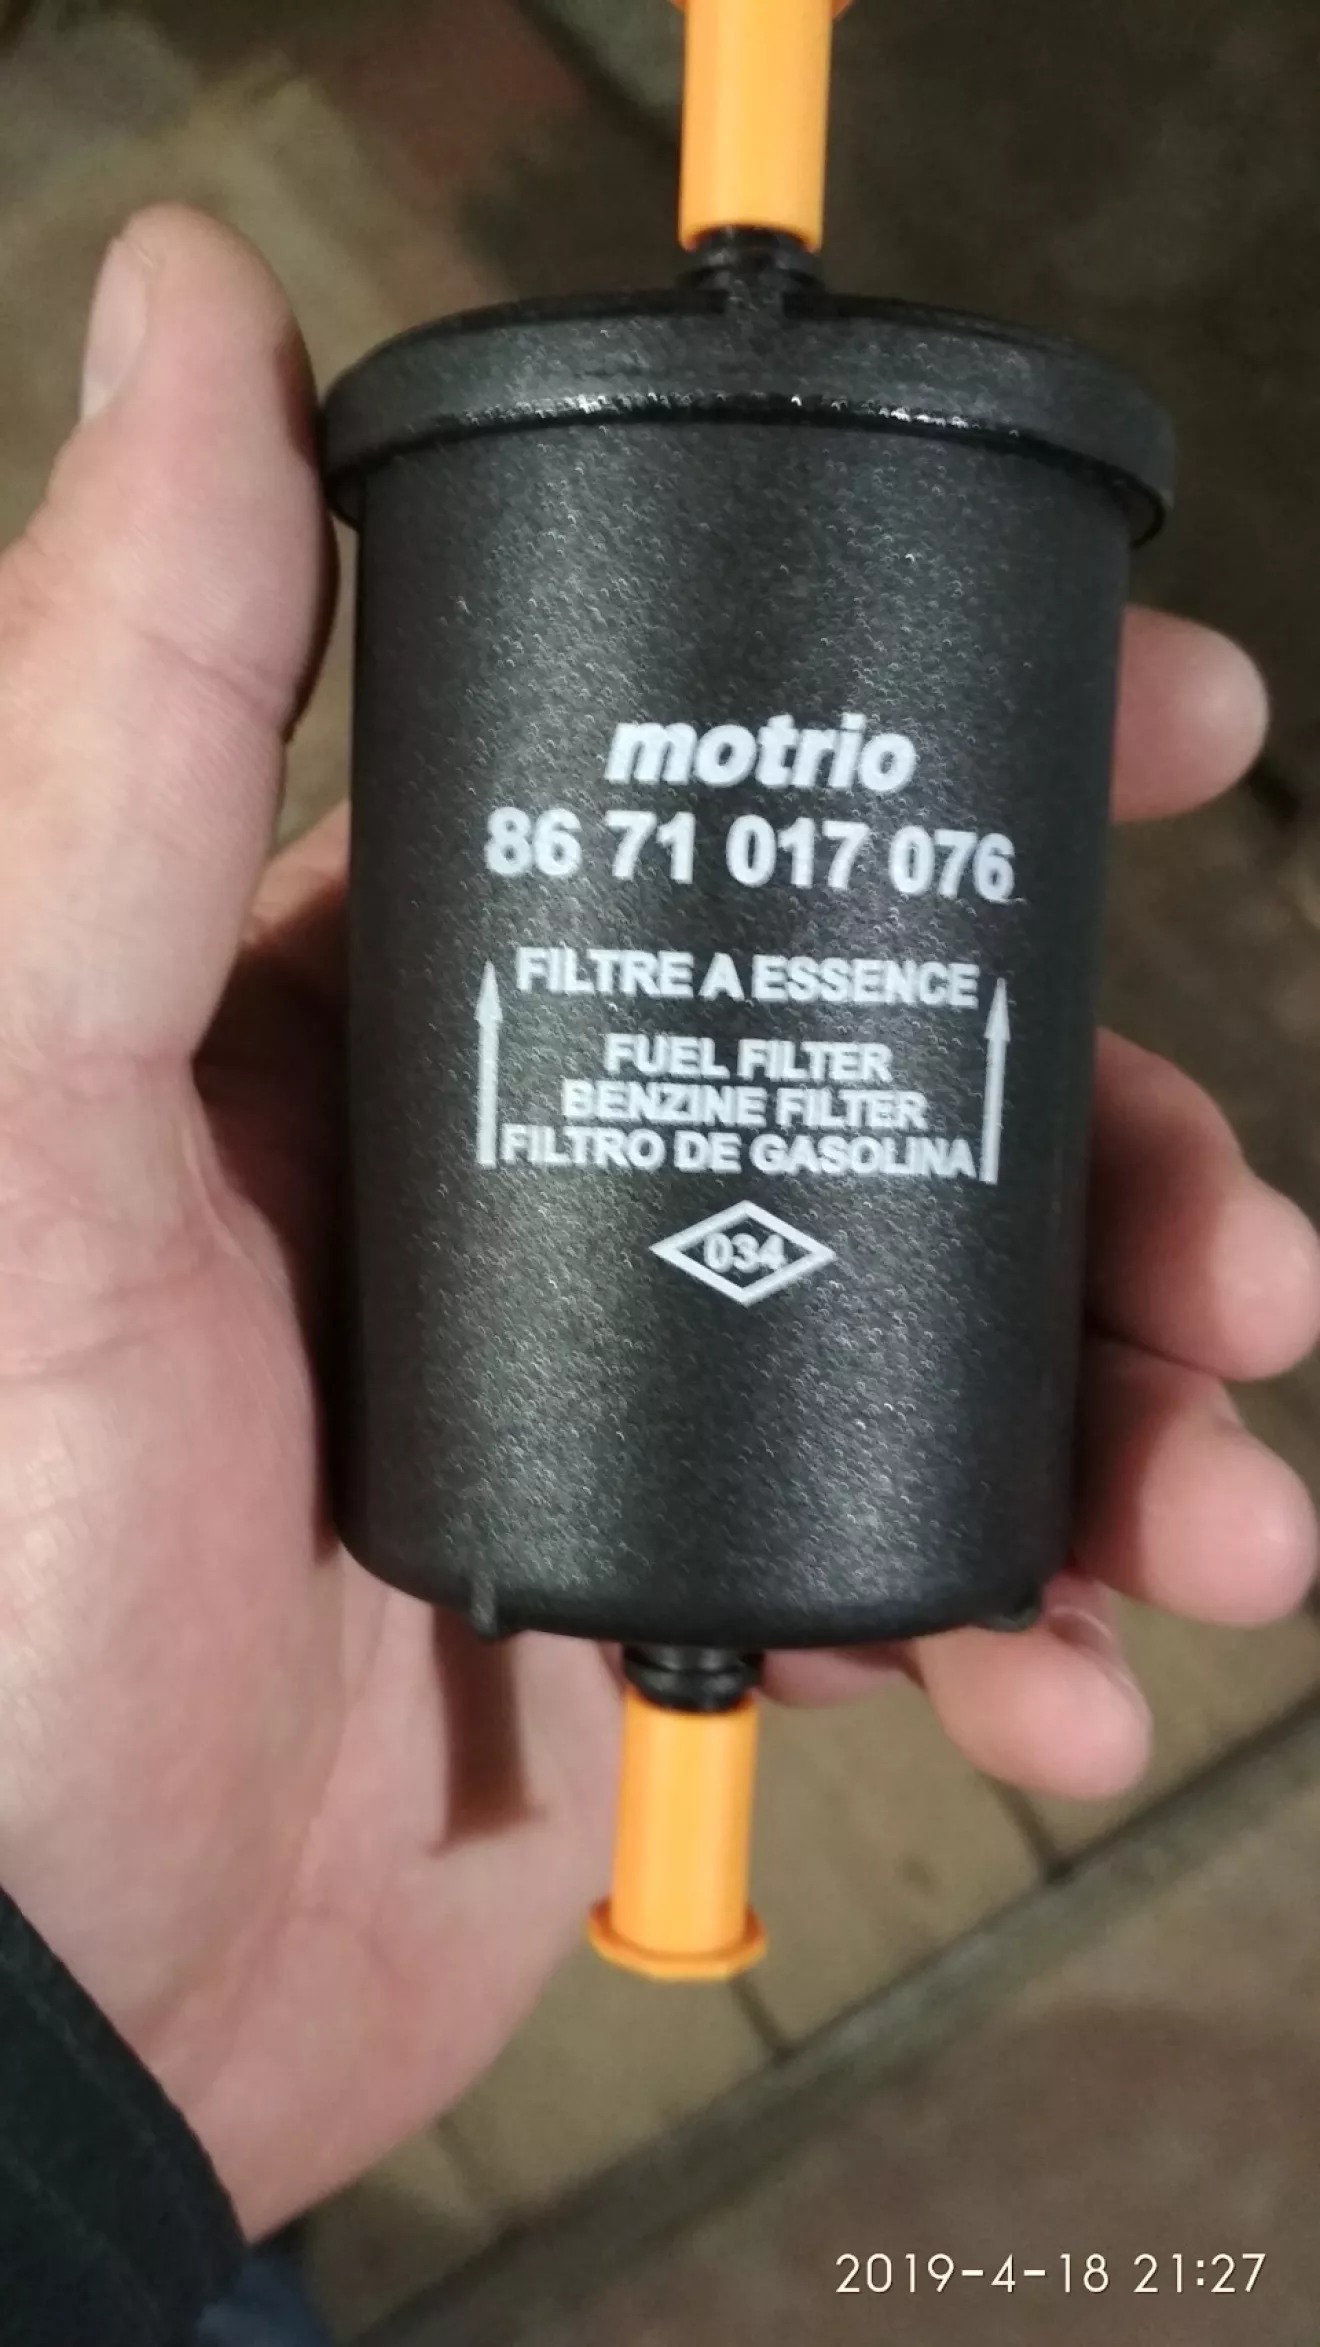 motrio
86 71 017 076
FILTRE A ESSENCE
FUEL FILTER
BENZINE FILTER
FILTRO DE GASOLINA
034
2019-4-18 21:27